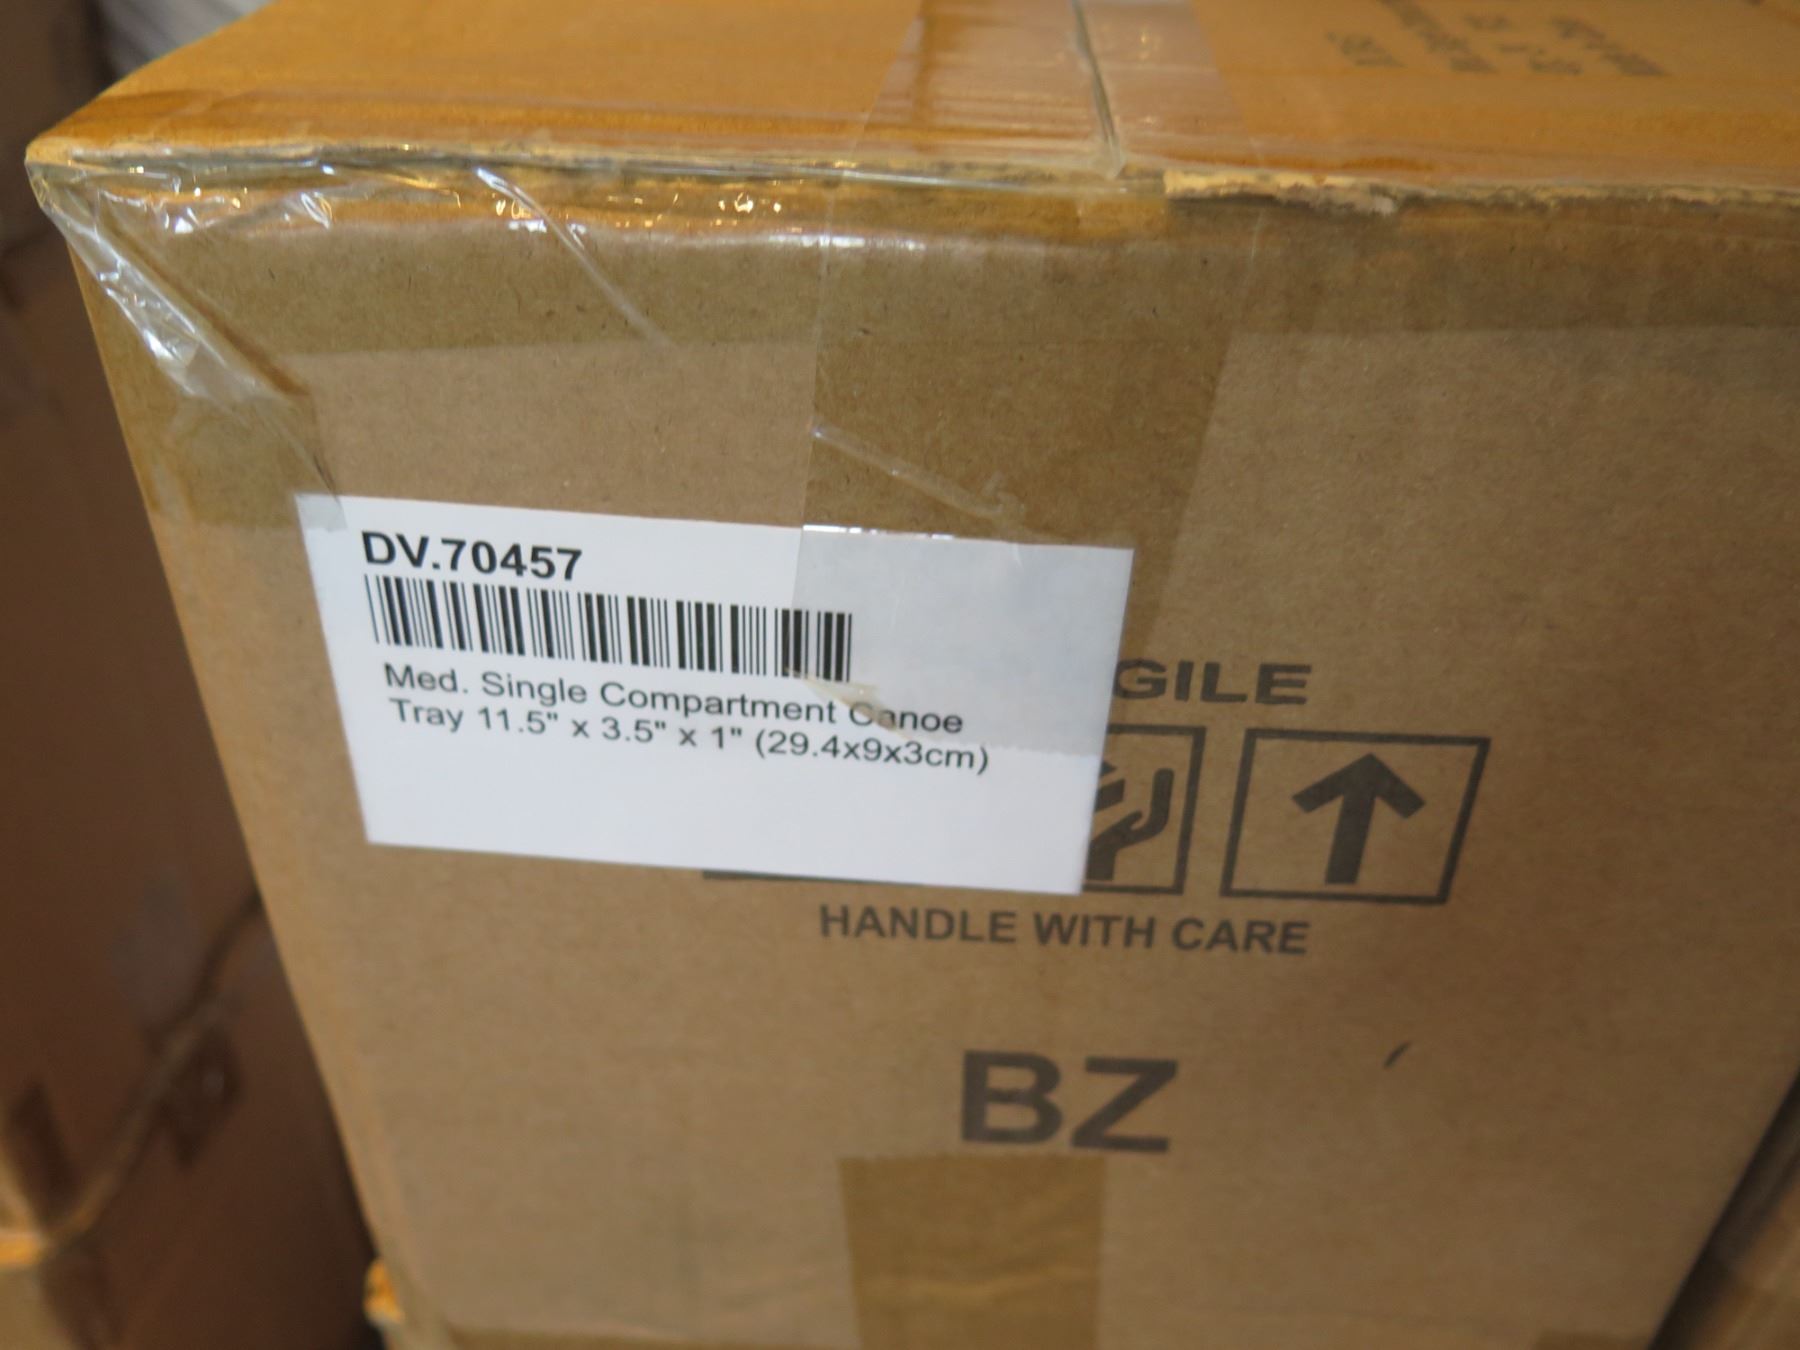 DV.70457
Med. Single Compartment Canoe
Tray 11.5" x 3.5" x 1" (29.4x9x3cm)
GILE
HANDLE WITH CARE
BZ